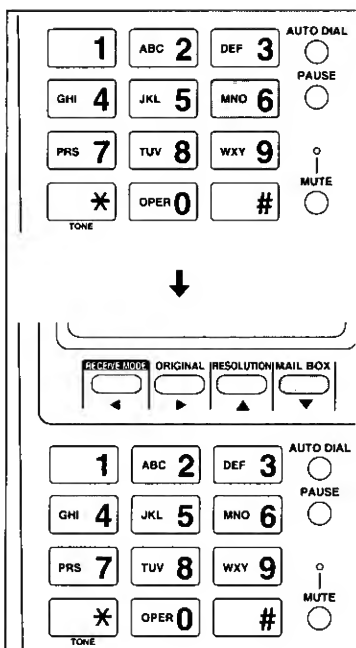 AUTO DIAL
1 ABC 2 DEF 3
PAUSE
GHI 4 JKL 5 MNO 6
PRS 7 TUV 8 WXY 9
MUTE
* OPER 0 #
TONE
RECEIVE MODE ORIGINAL RESOLUTION MAIL BOX
AUTO DIAL
1 ABC 2 DEF 3
PAUSE
GHI 4 JKL 5 MNO 6
PRS 7 TUV 8 WXY 9
MUTE
* OPER 0 #
TONE